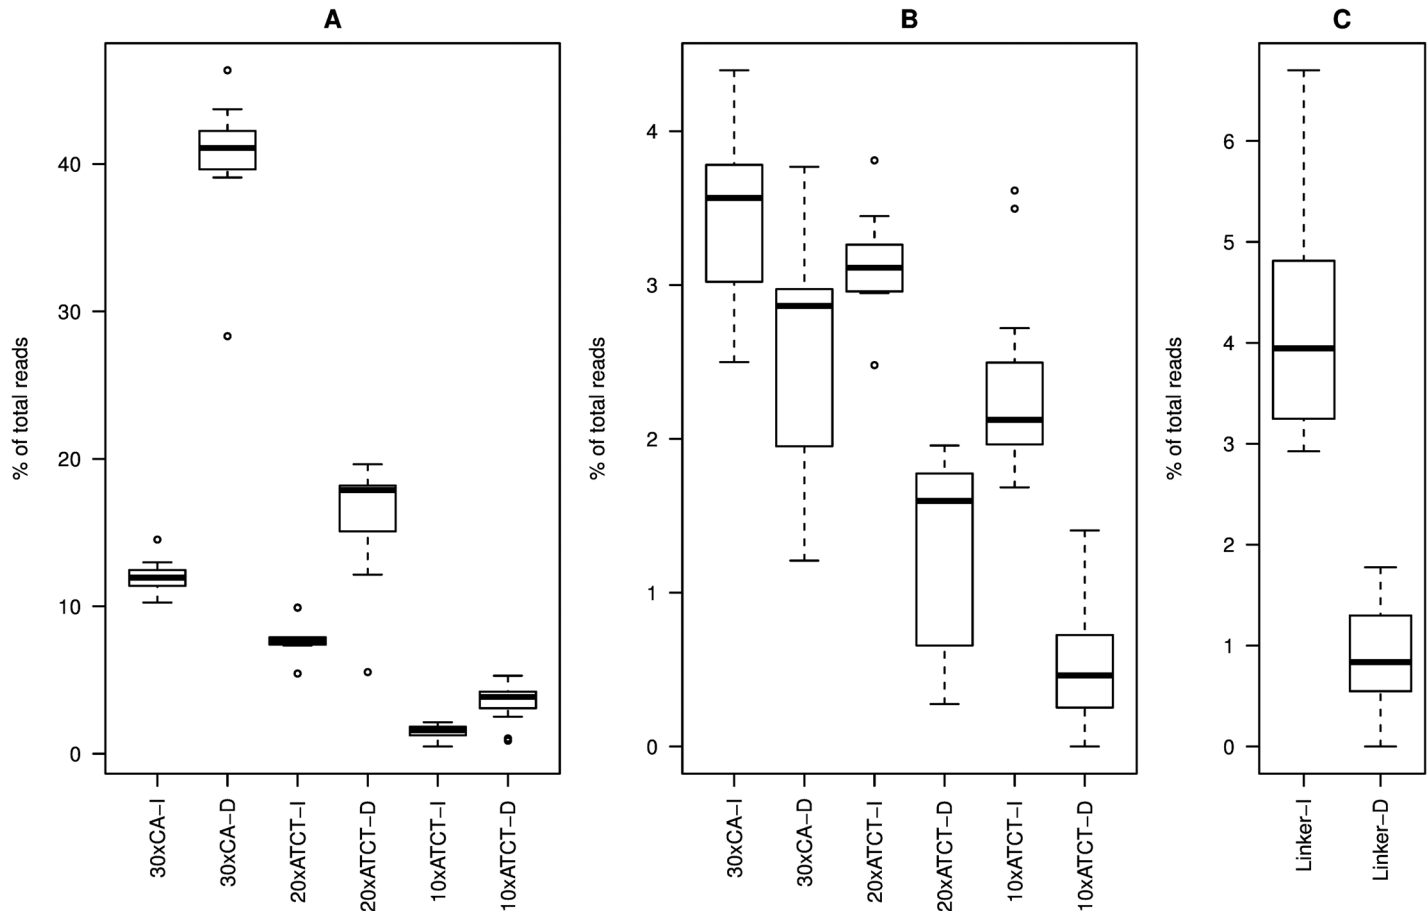 A
% of total reads
40
30
20
10
0
30xCA−I
30xCA−D
20xATCT−I
20xATCT−D
10xATCT−I
10xATCT−D
B
% of total reads
4
3
2
1
0
30xCA−I
30xCA−D
20xATCT−I
20xATCT−D
10xATCT−I
10xATCT−D
C
% of total reads
6
5
4
3
2
1
0
Linker−I
Linker−D